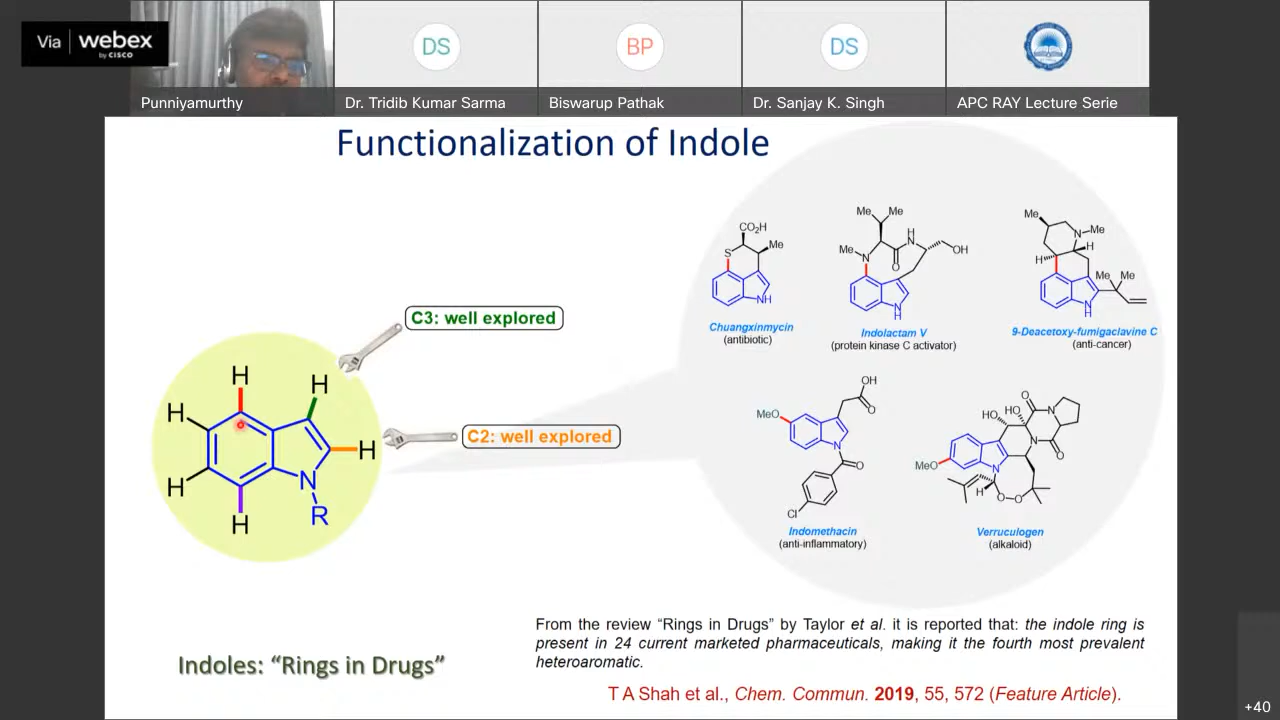 Via webex
by CISCO
DS
BP
DS
Punniyamurthy
Dr. Tridib Kumar Sarma
Biswarup Pathak
Dr. Sanjay K. Singh
APC RAY Lecture Serie
Functionalization of Indole
C3: well explored
C2: well explored
H
H
H
H
H
H
N
R
CO₂H
S
Me
NH
Chuangxinmycin
(antibiotic)
Me
Me
Me
N
H
N
O
OH
N
H
Indolactam V
(protein kinase C activator)
Me
N
Me
H
H
Me
Me
N
H
9-Deacetoxy-fumigaclavine C
(anti-cancer)
OH
O
MeO
N
O
Cl
Indomethacin
(anti-inflammatory)
HO
HO
O
N
N
O
MeO
N
H
O
O
Verruculogen
(alkaloid)
From the review “Rings in Drugs” by Taylor et al. it is reported that: the indole ring is
present in 24 current marketed pharmaceuticals, making it the fourth most prevalent
heteroaromatic.
Indoles: “Rings in Drugs”
T A Shah et al., Chem. Commun. 2019, 55, 572 (Feature Article).
+40